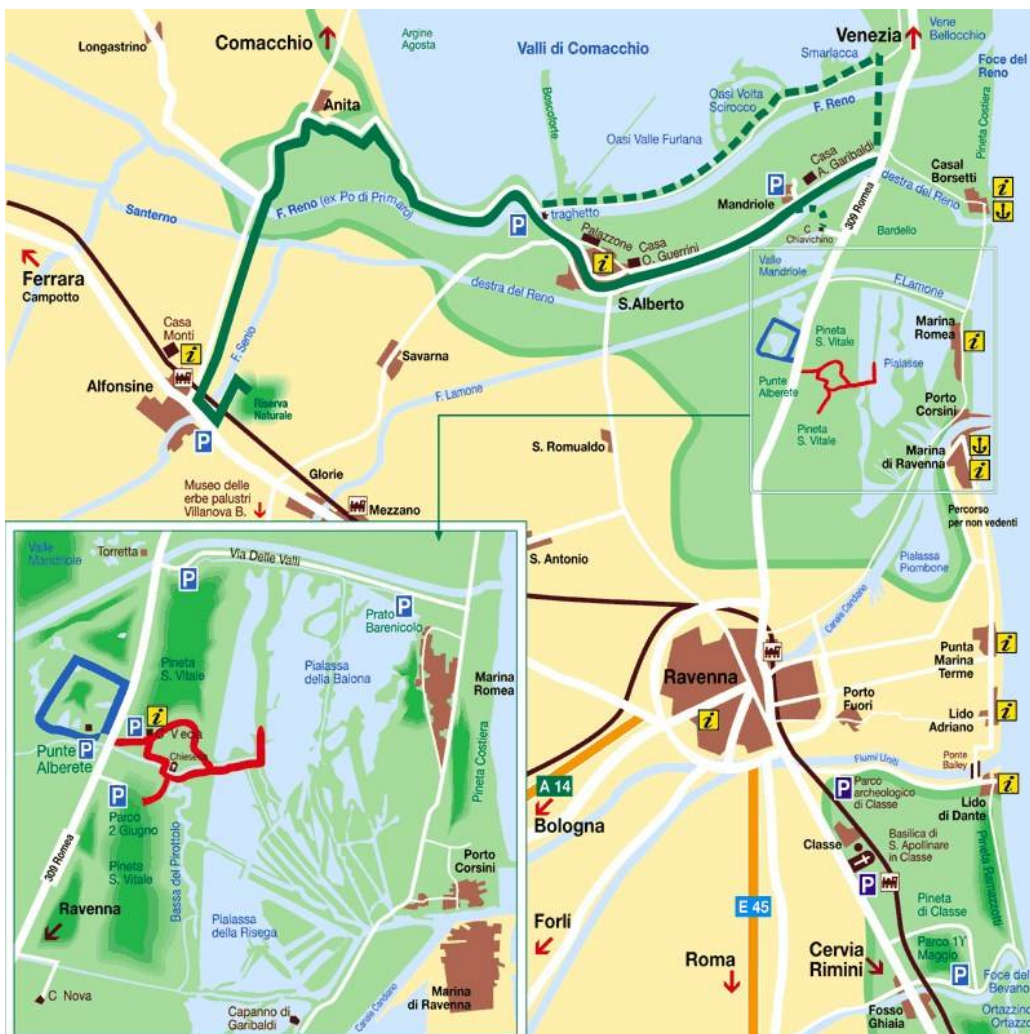 Longastrino
Comacchio
Argine
Agosta
Valli di Comacchio
Venezia
Vene
Bellocchio
Smarlacca
Foce del
Reno
Anita
Boscoforte
Oasi Volta
Scirocco
F. Reno
Oasi Valle Furlana
Pineta Costiera
Casa
A. Garibaldi
Casal
Borsetti
i
P
Mandriole
309 Romea
destra del Reno
Santerno
F. Reno (ex Po di Primaro)
P
traghetto
Palazzone
Casa
O. Guerrini
i
C
Chiavichino
Bardello
Ferrara
Campotto
destra del Reno
S.Alberto
Valle
Mandriole
F.Lamone
Casa
Monti
i
F. Senio
Savarna
Pineta
S. Vitale
Marina
Romea
i
Pialasse
Alfonsine
Riserva
Naturale
F. Lamone
Punte
Alberete
Porto
Corsini
P
Pineta
S. Vitale
S. Romualdo
Marina
di Ravenna
i
Glorie
Museo delle
erbe palustri
Villanova B.
Mezzano
Percorso
per non vedenti
S. Antonio
Pialassa
Piombone
Canale Candiano
Valle
Mandriole
Torretta
Via Delle Valli
P
Prato
Barenicolo
P
Pineta
S. Vitale
Pialassa
della Baiona
Marina
Romea
Pineta Costiera
P
i
Vecia
Punte
Alberete
P
Chiesela
P
Parco
2 Giugno
309 Romea
Pineta
S. Vitale
Bassa del Pirottolo
Porto
Corsini
Ravenna
Pialassa
della Risega
C Nova
Capanno di
Garibaldi
Canale Candiano
Marina
di Ravenna
Ravenna
i
Porto
Fuori
Punta
Marina
Terme
i
Lido
Adriano
i
Fiumi Uniti
Ponte
Bailey
A 14
Bologna
P
Parco
archeologico
di Classe
Lido
di Dante
i
Classe
Basilica di
S. Apollinare
in Classe
P
Pineta Ramazzotti
E 45
Forlì
Pineta
di Classe
Roma
Cervia
Rimini
Parco 1Y
Maggio
P
Foce del
Bevano
Fosso
Ghiaia
Ortazzino
Ortazzo